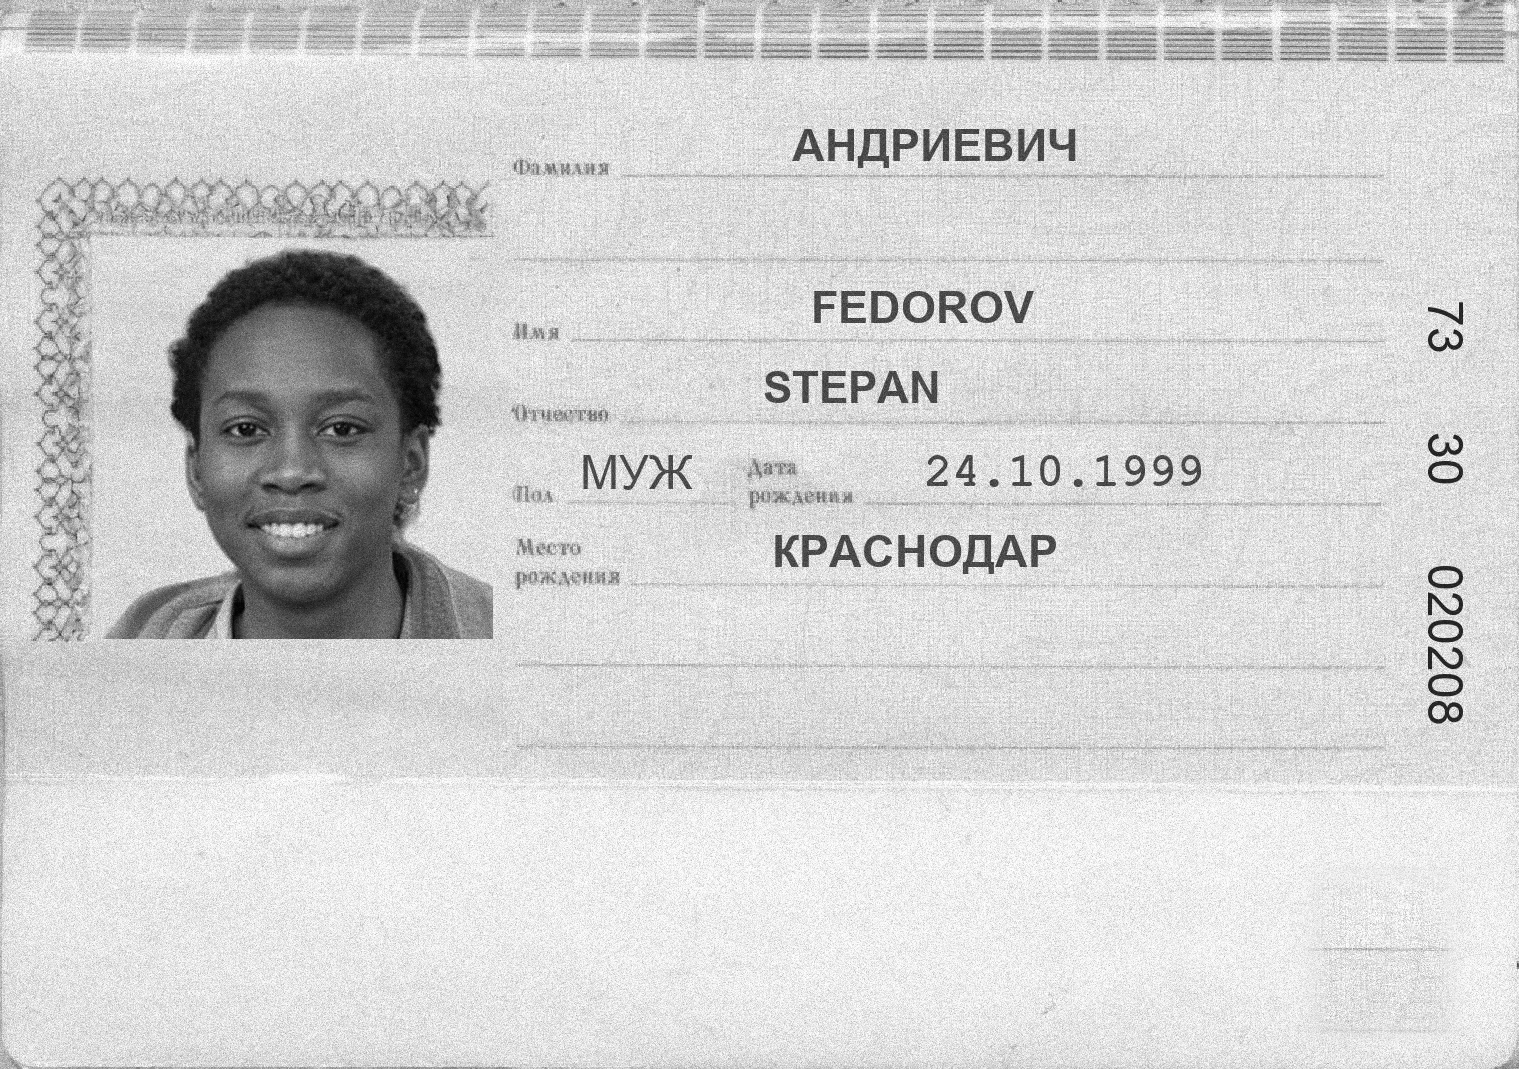 Фамилия АНДРИЕВИЧ
Имя FEDOROV
Отчество STEPAN
Пол МУЖ Дата рождения 24.10.1999
Место рождения КРАСНОДАР
73 30 020208